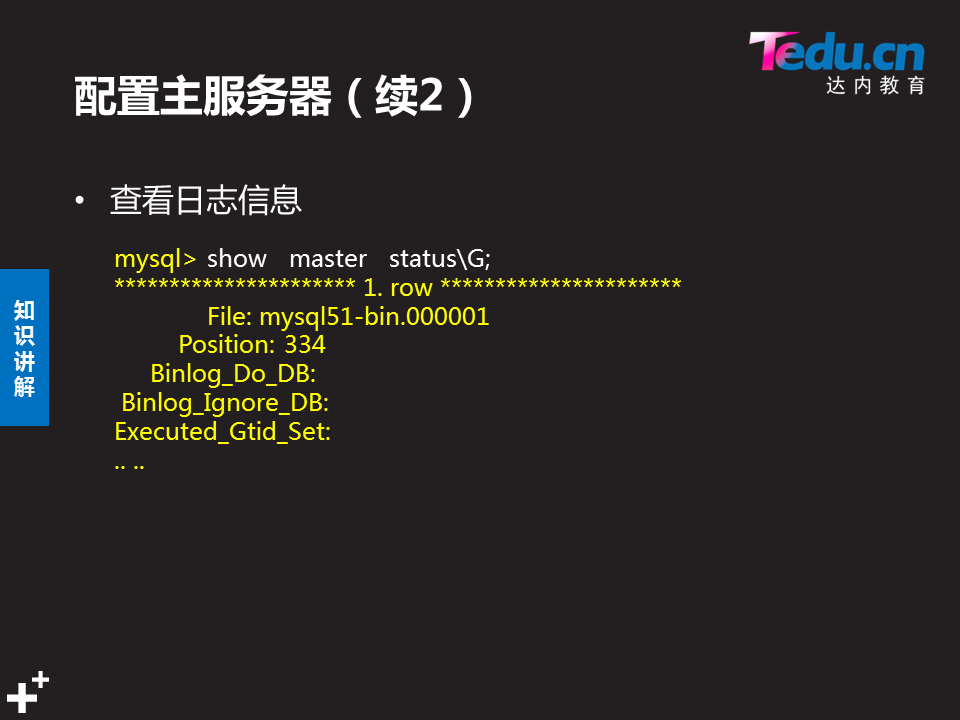 Tedu.cn
达内教育
配置主服务器（续2）
• 查看日志信息
mysql> show master status\G;
********************** 1. row **********************
File: mysql51-bin.000001
Position: 334
Binlog_Do_DB:
Binlog_Ignore_DB:
Executed_Gtid_Set:
.. ..
知识讲解